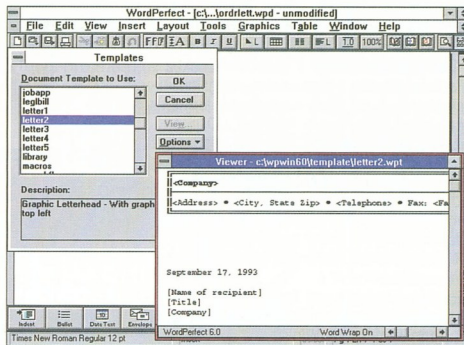 WordPerfect - [c:\...\ordrlett.wpd - unmodified]
File Edit View Insert Layout Tools Graphics Table Window Help
100%
Templates
Document Template to Use:
jobapp
leglbill
letter1
letter2
letter3
letter4
letter5
library
macros
OK
Cancel
View...
Options
Description:
Graphic Letterhead - With graph
top left
Viewer - c:\wpwin60\template\letter2.wpt
<Company>
<Address> * <City, State Zip> * <Telephone> * Fax: <Fa
September 17, 1993
[Name of recipient]
[Title]
[Company]
WordPerfect 6.0 Word Wrap On
Indent Bullet Date Text Envelope
Times New Roman Regular 12 pt